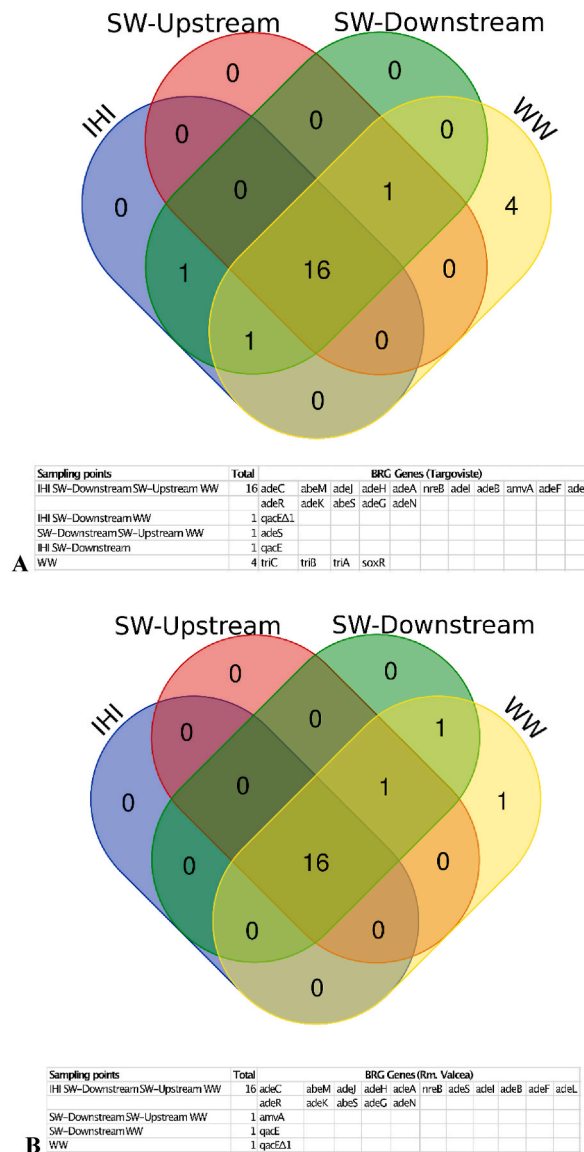 SW-Upstream SW-Downstream
IHI WW
0 0
0 0 0
0 0 1 4
1 16 0
1 0
0
Sampling points Total BRG Genes (Targoviste)
IHI SW-Downstream SW-Upstream WW 16 adeC abeM adeJ adeH adeA nreB adeI adeB amvA adeF
adeR adeK abeS adeG adeN
IHI SW-Downstream WW 1 qacEΔ1
SW-Downstream SW-Upstream WW 1 adeS
IHI SW-Downstream 1 qacE
WW 4 triC triB triA soxR
A
SW-Upstream SW-Downstream
IHI WW
0 0
0 0 1
0 0 1 1
0 16 0
0 0
0
Sampling points Total BRG Genes (Rm. Valcea)
IHI SW-Downstream SW-Upstream WW 16 adeC abeM adeJ adeH adeA nreB adeS adeI adeB adeF adeL
adeR adeK abeS adeG adeN
SW-Downstream SW-Upstream WW 1 amvA
SW-Downstream WW 1 qacE
WW 1 qacEΔ1
B